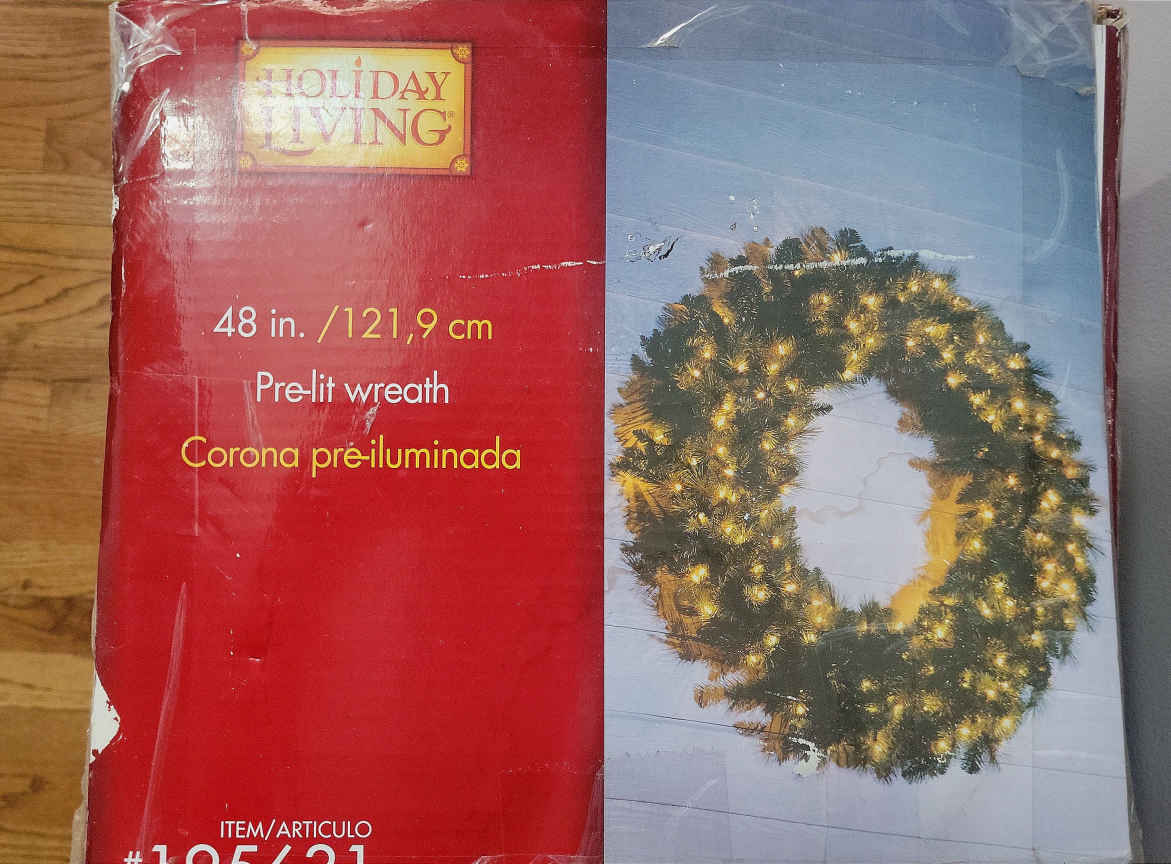 HOLiDAY
LIVING®
48 in. /121,9 cm
Pre-lit wreath
Corona pre-iluminada
ITEM/ARTICULO